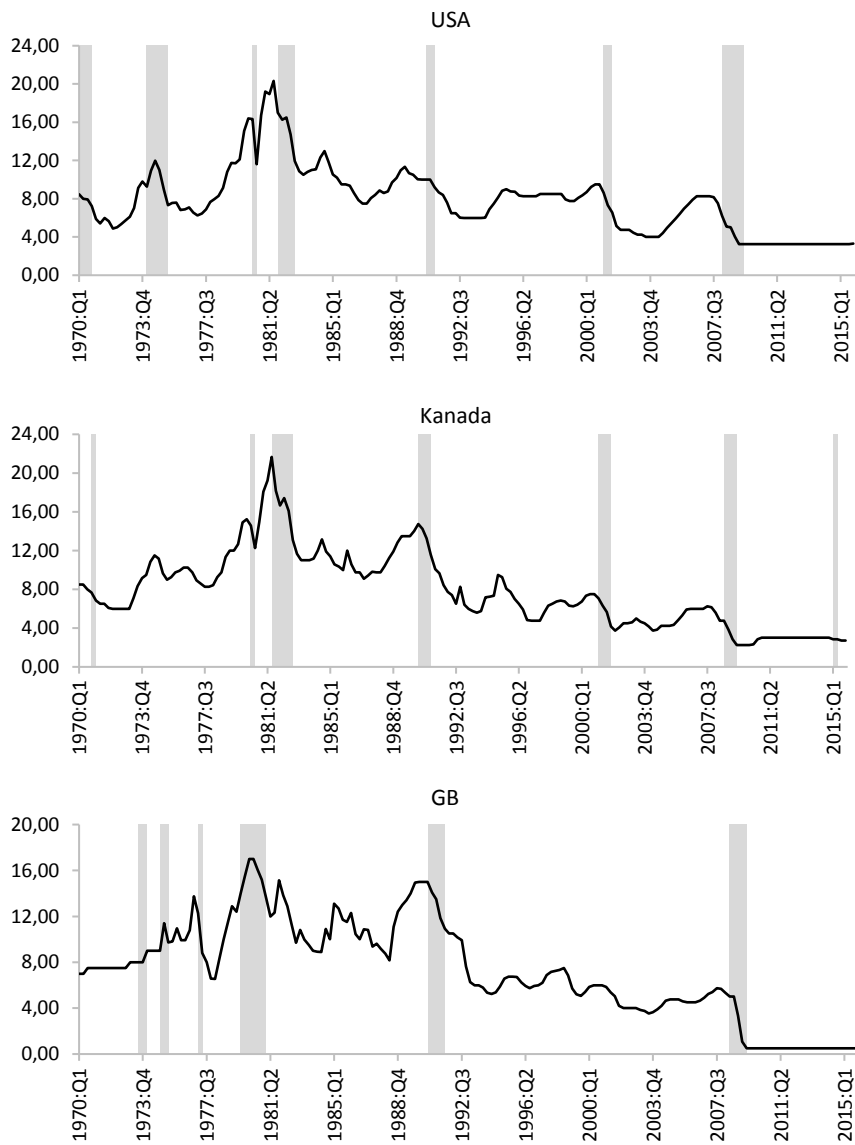 USA
24,00
20,00
16,00
12,00
8,00
4,00
0,00
1970:Q1
1973:Q4
1977:Q3
1981:Q2
1985:Q1
1988:Q4
1992:Q3
1996:Q2
2000:Q1
2003:Q4
2007:Q3
2011:Q2
2015:Q1
Kanada
24,00
20,00
16,00
12,00
8,00
4,00
0,00
1970:Q1
1973:Q4
1977:Q3
1981:Q2
1985:Q1
1988:Q4
1992:Q3
1996:Q2
2000:Q1
2003:Q4
2007:Q3
2011:Q2
2015:Q1
GB
20,00
16,00
12,00
8,00
4,00
0,00
1970:Q1
1973:Q4
1977:Q3
1981:Q2
1985:Q1
1988:Q4
1992:Q3
1996:Q2
2000:Q1
2003:Q4
2007:Q3
2011:Q2
2015:Q1